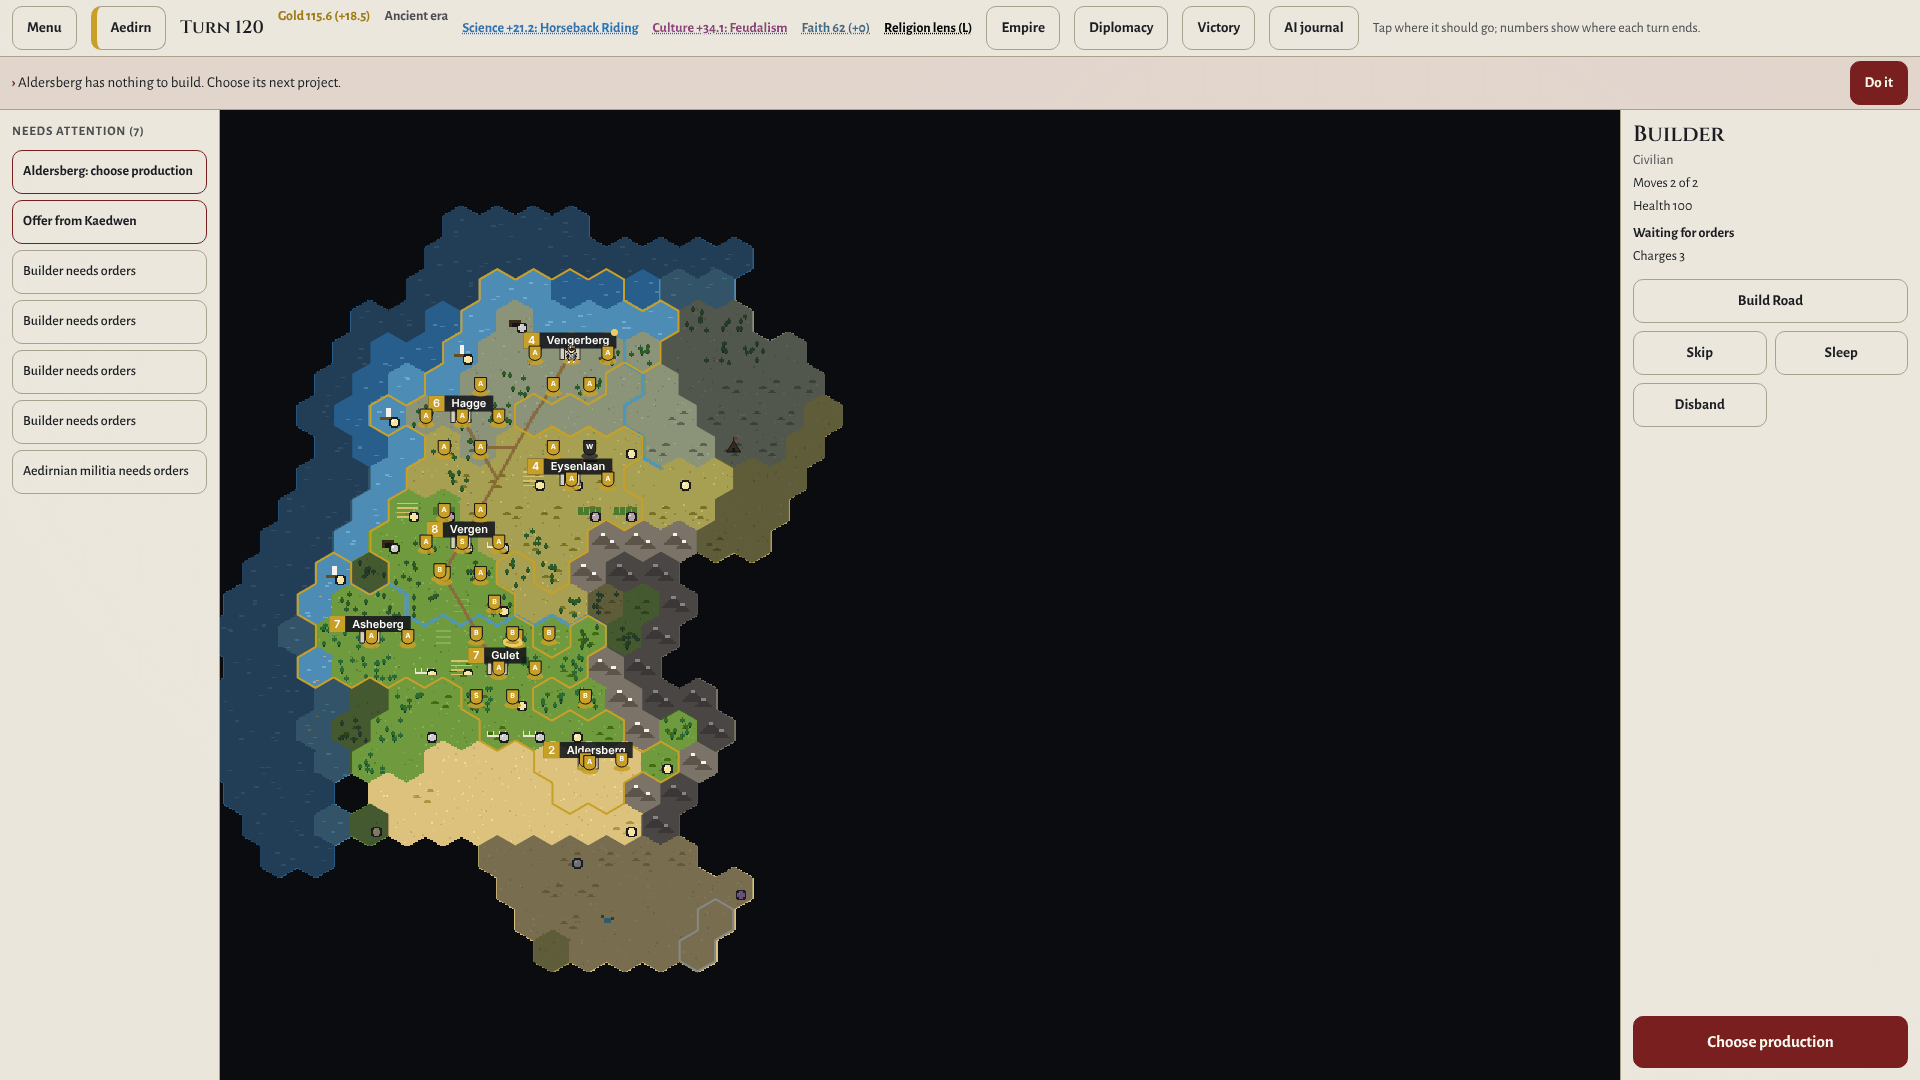 Menu
Aedirn
Turn 120
Gold 115.6 (+18.5)
Ancient era
Science +21.2: Horseback Riding
Culture +34.1: Feudalism
Faith 62 (+0)
Religion lens (L)
Empire
Diplomacy
Victory
AI journal
Tap where it should go; numbers show where each turn ends.
› Aldersberg has nothing to build. Choose its next project.
Do it
NEEDS ATTENTION (7)
Aldersberg: choose production
Offer from Kaedwen
Builder needs orders
Builder needs orders
Builder needs orders
Builder needs orders
Aedirnian militia needs orders
4 Vengerberg
A A
A A A
6 Hagge
A A A
A A A W
4 Eysenlaan
A A
A A
8 Vergen
A S A
B A
B
7 Asheberg
A A
B B B
7 Gulet
A A
S B B
2 Aldersberg
A B
Builder
Civilian
Moves 2 of 2
Health 100
Waiting for orders
Charges 3
Build Road
Skip
Sleep
Disband
Choose production